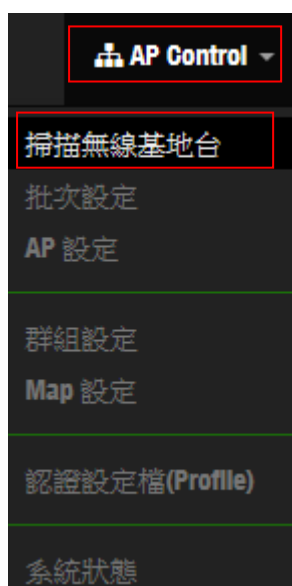 AP Control
掃描無線基地台
批次設定
AP 設定
群組設定
Map 設定
認證設定檔(Profile)
系統狀態